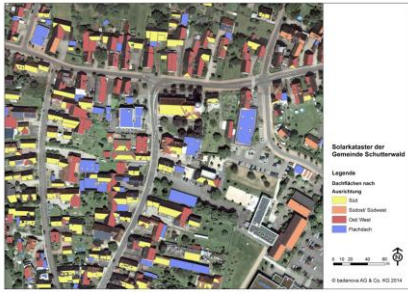 Solarkataster der
Gemeinde Schutterwald
Legende
Dachflächen nach
Ausrichtung
Süd
Südost/ Südwest
Ost/ West
Flachdach
0 10 20 40 60
N
© badenova AG & Co. KG 2014